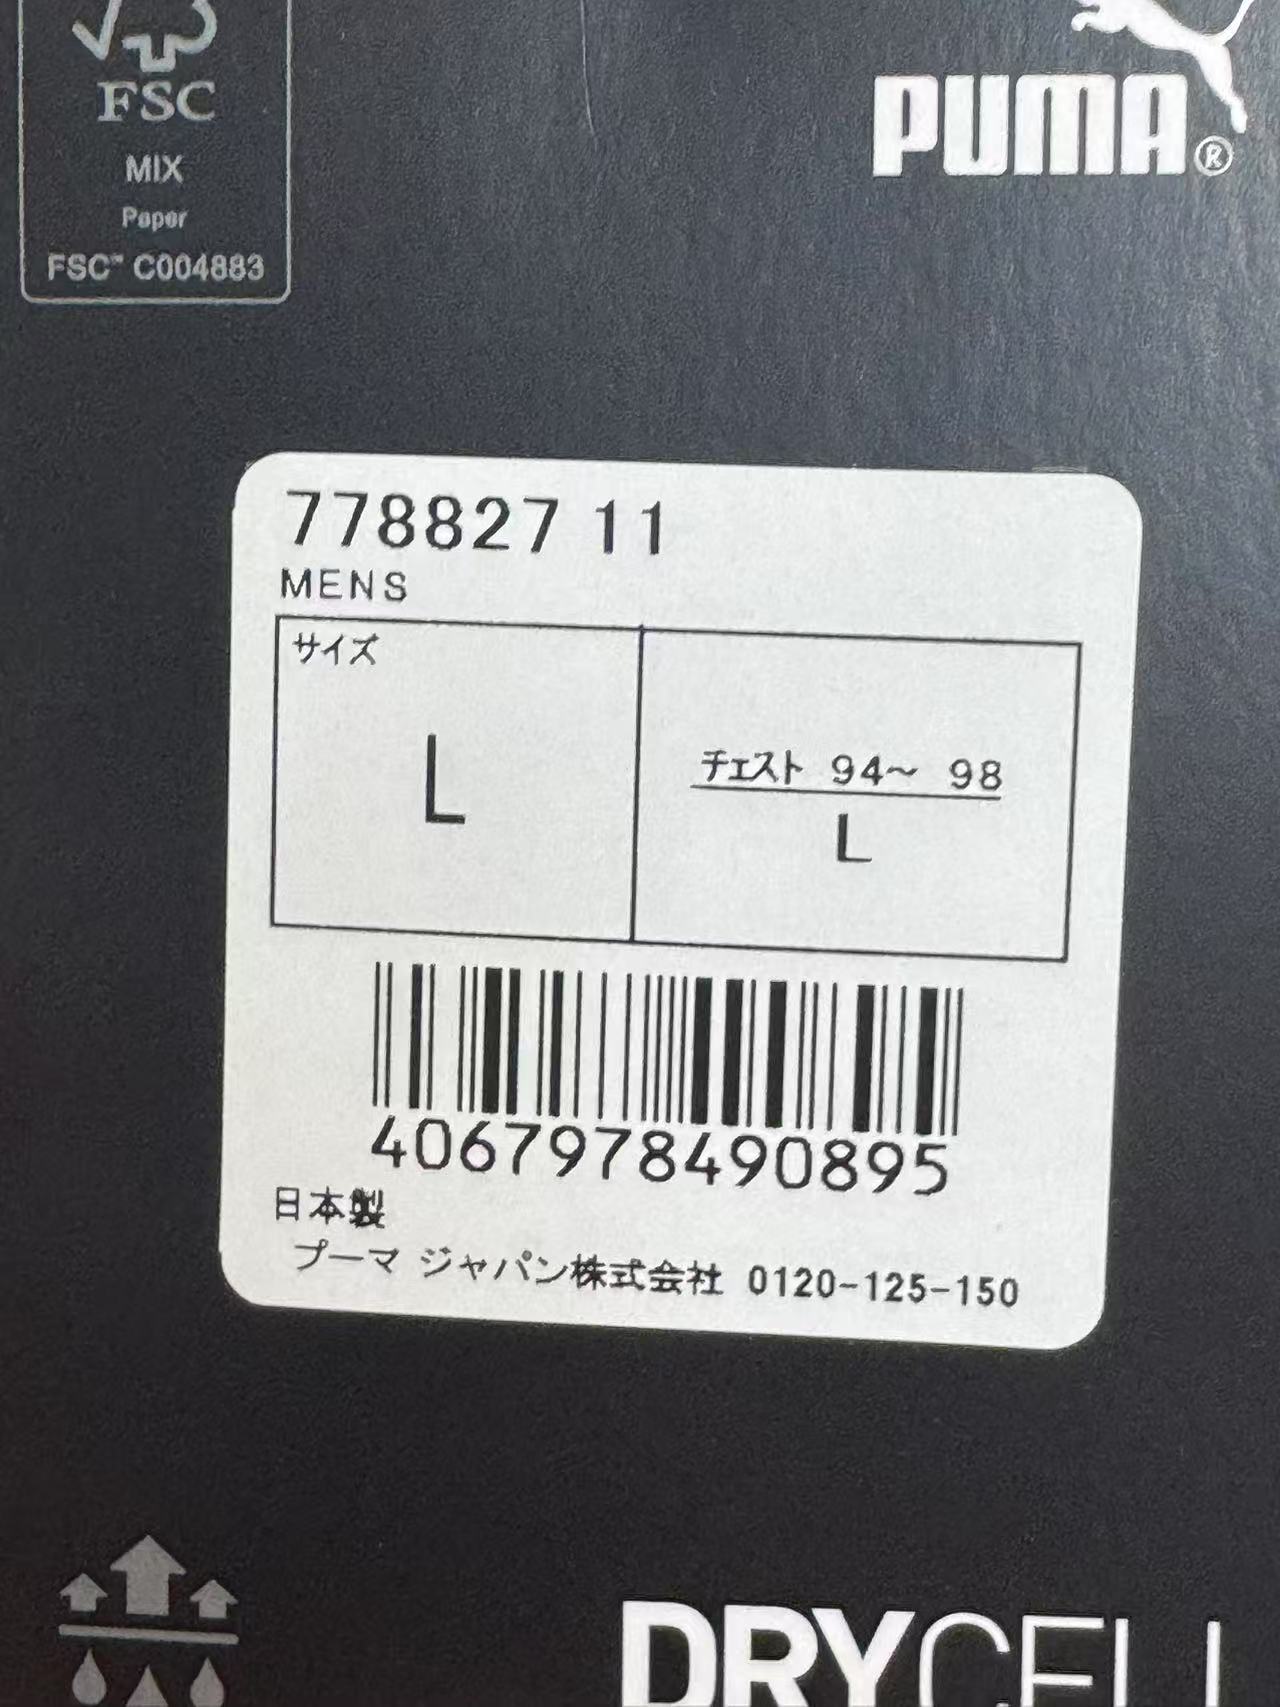 FSC
MIX
Paper
FSC™ C004883
PUMA®
778827 11
MENS
サイズ
L
チェスト 94〜 98
L
4067978490895
日本製
プーマ ジャパン株式会社 0120-125-150
DRYCELL